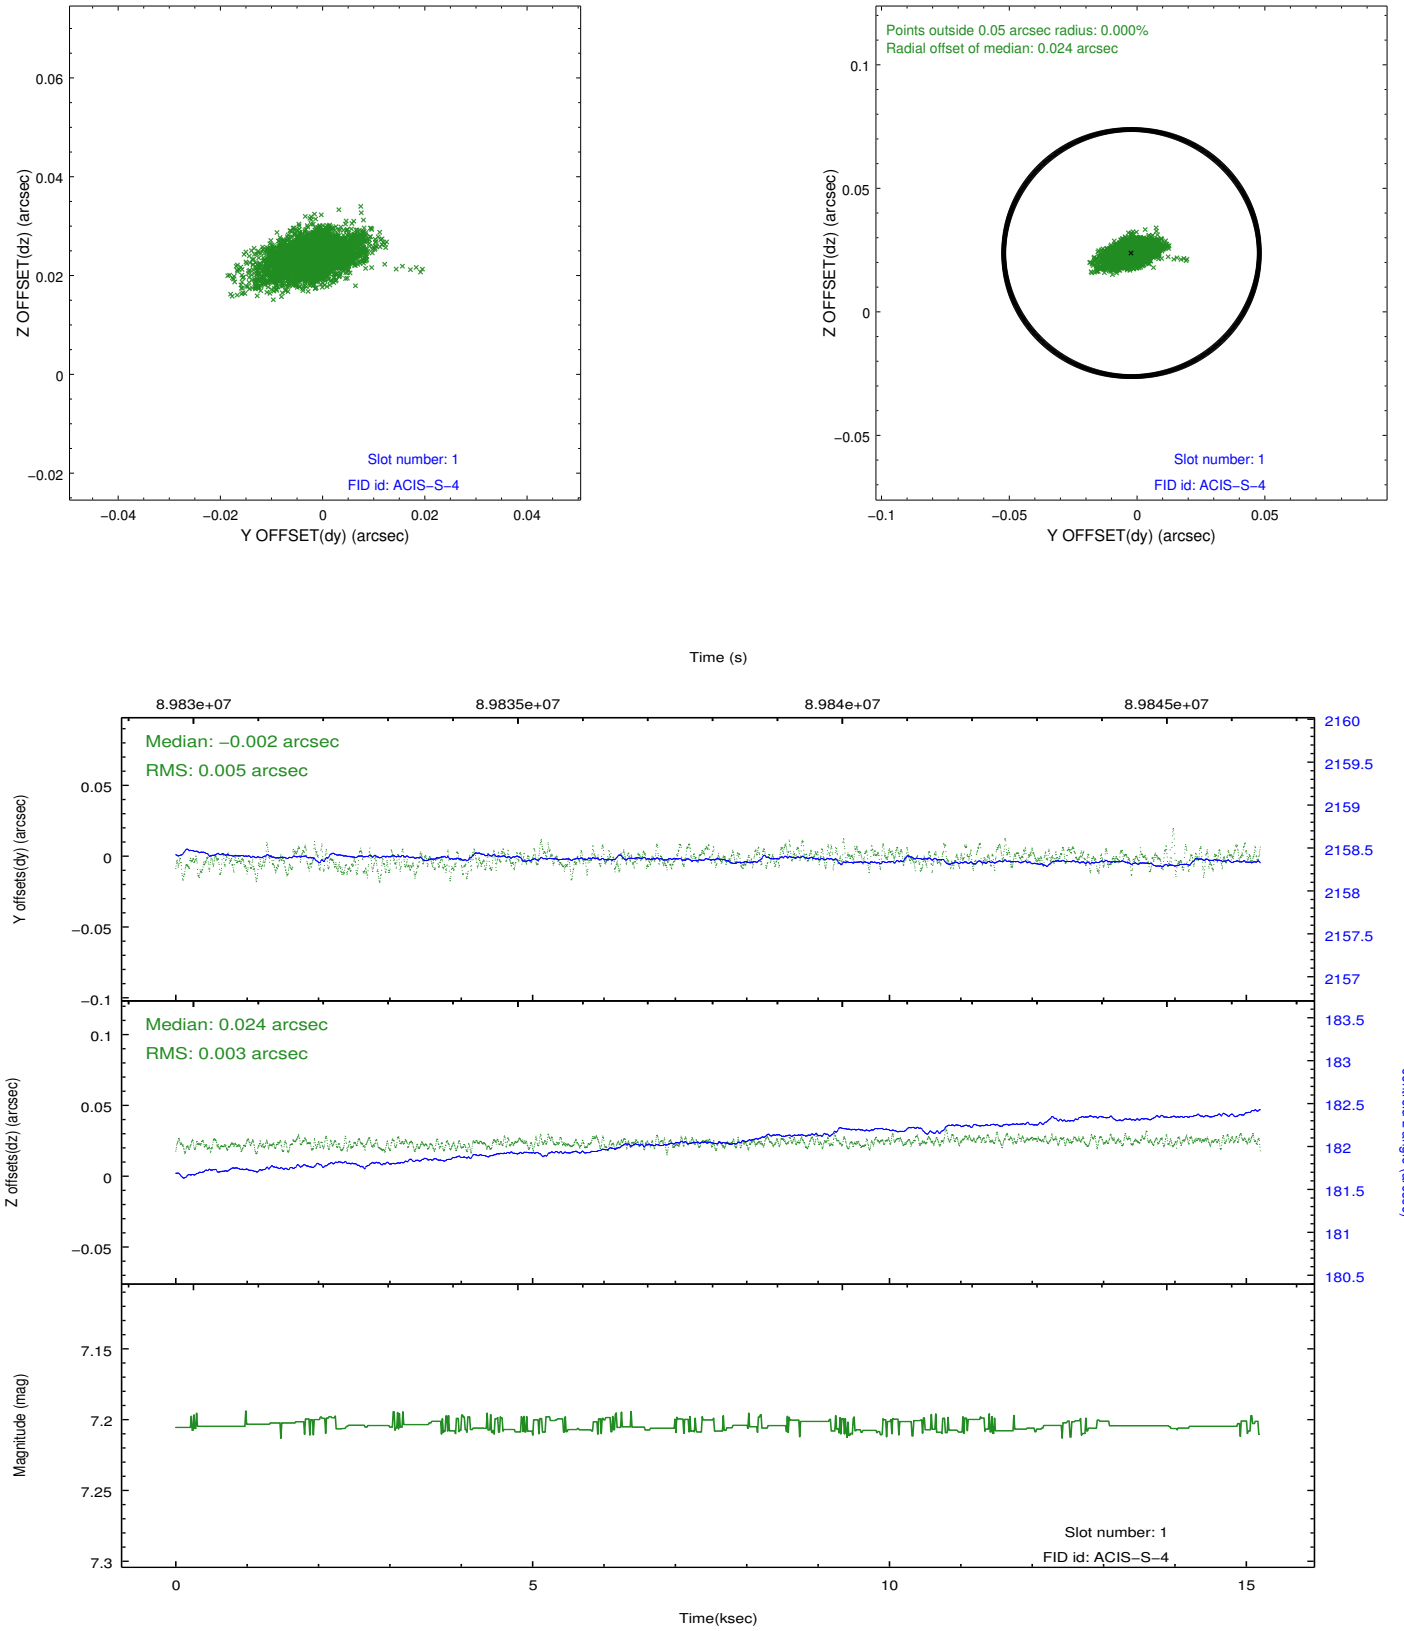 0.06
0.04
0.02
0
−0.02
Z OFFSET(dz) (arcsec)
Slot number: 1
FID id: ACIS−S−4
−0.04
−0.02
0
0.02
0.04
Y OFFSET(dy) (arcsec)
Points outside 0.05 arcsec radius: 0.000%
Radial offset of median: 0.024 arcsec
0.1
0.05
0
−0.05
Z OFFSET(dz) (arcsec)
Slot number: 1
FID id: ACIS−S−4
−0.1
−0.05
0
0.05
Y OFFSET(dy) (arcsec)
Time (s)
8.983e+07
8.9835e+07
8.984e+07
8.9845e+07
Median: −0.002 arcsec
RMS: 0.005 arcsec
0.05
0
−0.05
−0.1
Y offsets(dy) (arcsec)
2160
2159.5
2159
2158.5
2158
2157.5
2157
Median: 0.024 arcsec
RMS: 0.003 arcsec
0.1
0.05
0
−0.05
Z offsets(dz) (arcsec)
183.5
183
182.5
182
181.5
181
180.5
7.15
7.2
7.25
7.3
Magnitude (mag)
Slot number: 1
FID id: ACIS−S−4
0
5
10
15
Time(ksec)